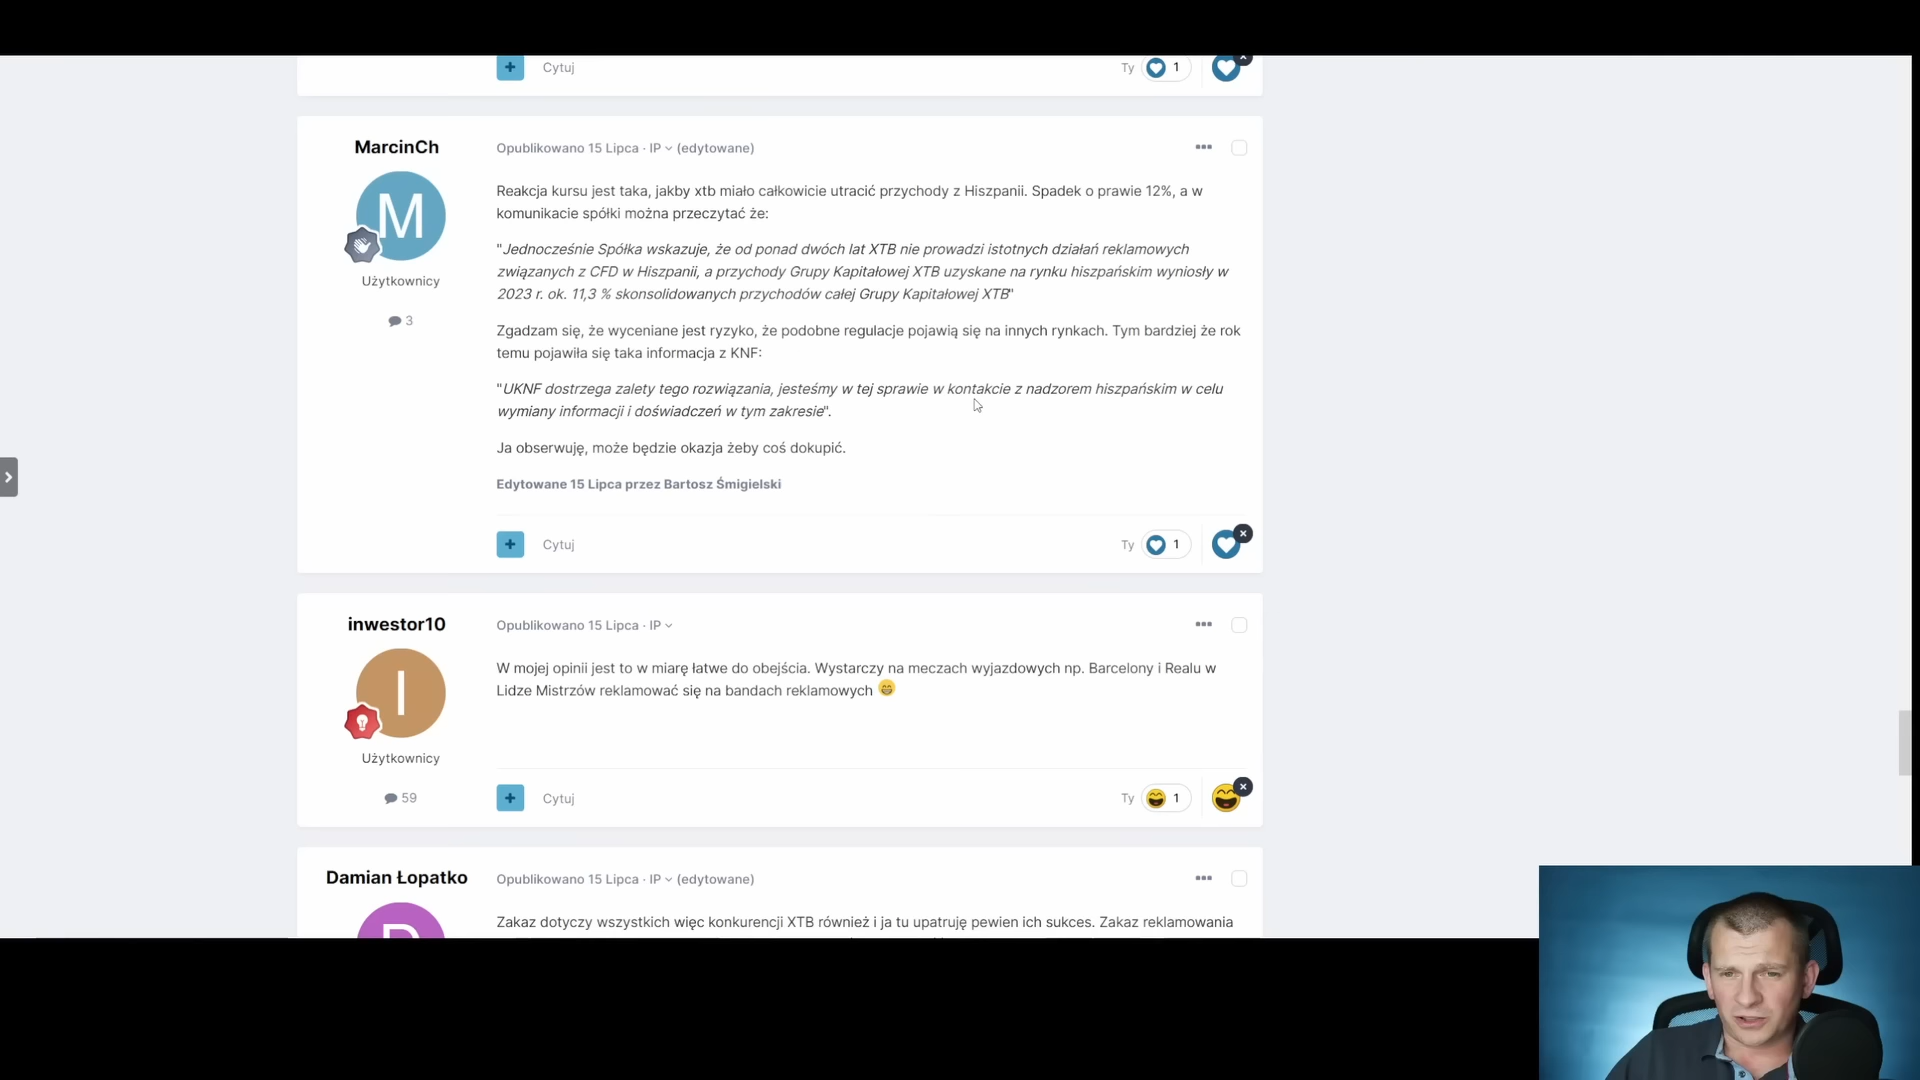 Cytuj
Ty
1
MarcinCh
Opublikowano 15 Lipca · IP (edytowane)
M
Reakcja kursu jest taka, jakby xtb miało całkowicie utracić przychody z Hiszpanii. Spadek o prawie 12%, a w
komunikacie spółki można przeczytać że:
"Jednocześnie Spółka wskazuje, że od ponad dwóch lat XTB nie prowadzi istotnych działań reklamowych
związanych z CFD w Hiszpanii, a przychody Grupy Kapitałowej XTB uzyskane na rynku hiszpańskim wyniosły w
2023 r. ok. 11,3 % skonsolidowanych przychodów całej Grupy Kapitałowej XTB"
Użytkownicy
3
Zgadzam się, że wyceniane jest ryzyko, że podobne regulacje pojawią się na innych rynkach. Tym bardziej że rok
temu pojawiła się taka informacja z KNF:
"UKNF dostrzega zalety tego rozwiązania, jesteśmy w tej sprawie w kontakcie z nadzorem hiszpańskim w celu
wymiany informacji i doświadczeń w tym zakresie".
Ja obserwuję, może będzie okazja żeby coś dokupić.
Edytowane 15 Lipca przez Bartosz Śmigielski
Cytuj
Ty
1
inwestor10
Opublikowano 15 Lipca · IP
I
W mojej opinii jest to w miarę łatwe do obejścia. Wystarczy na meczach wyjazdowych np. Barcelony i Realu w
Lidze Mistrzów reklamować się na bandach reklamowych 😁
Użytkownicy
59
Cytuj
Ty
1
Damian Łopatko
Opublikowano 15 Lipca · IP (edytowane)
D
Zakaz dotyczy wszystkich więc konkurencji XTB również i ja tu upatruję pewien ich sukces. Zakaz reklamowania